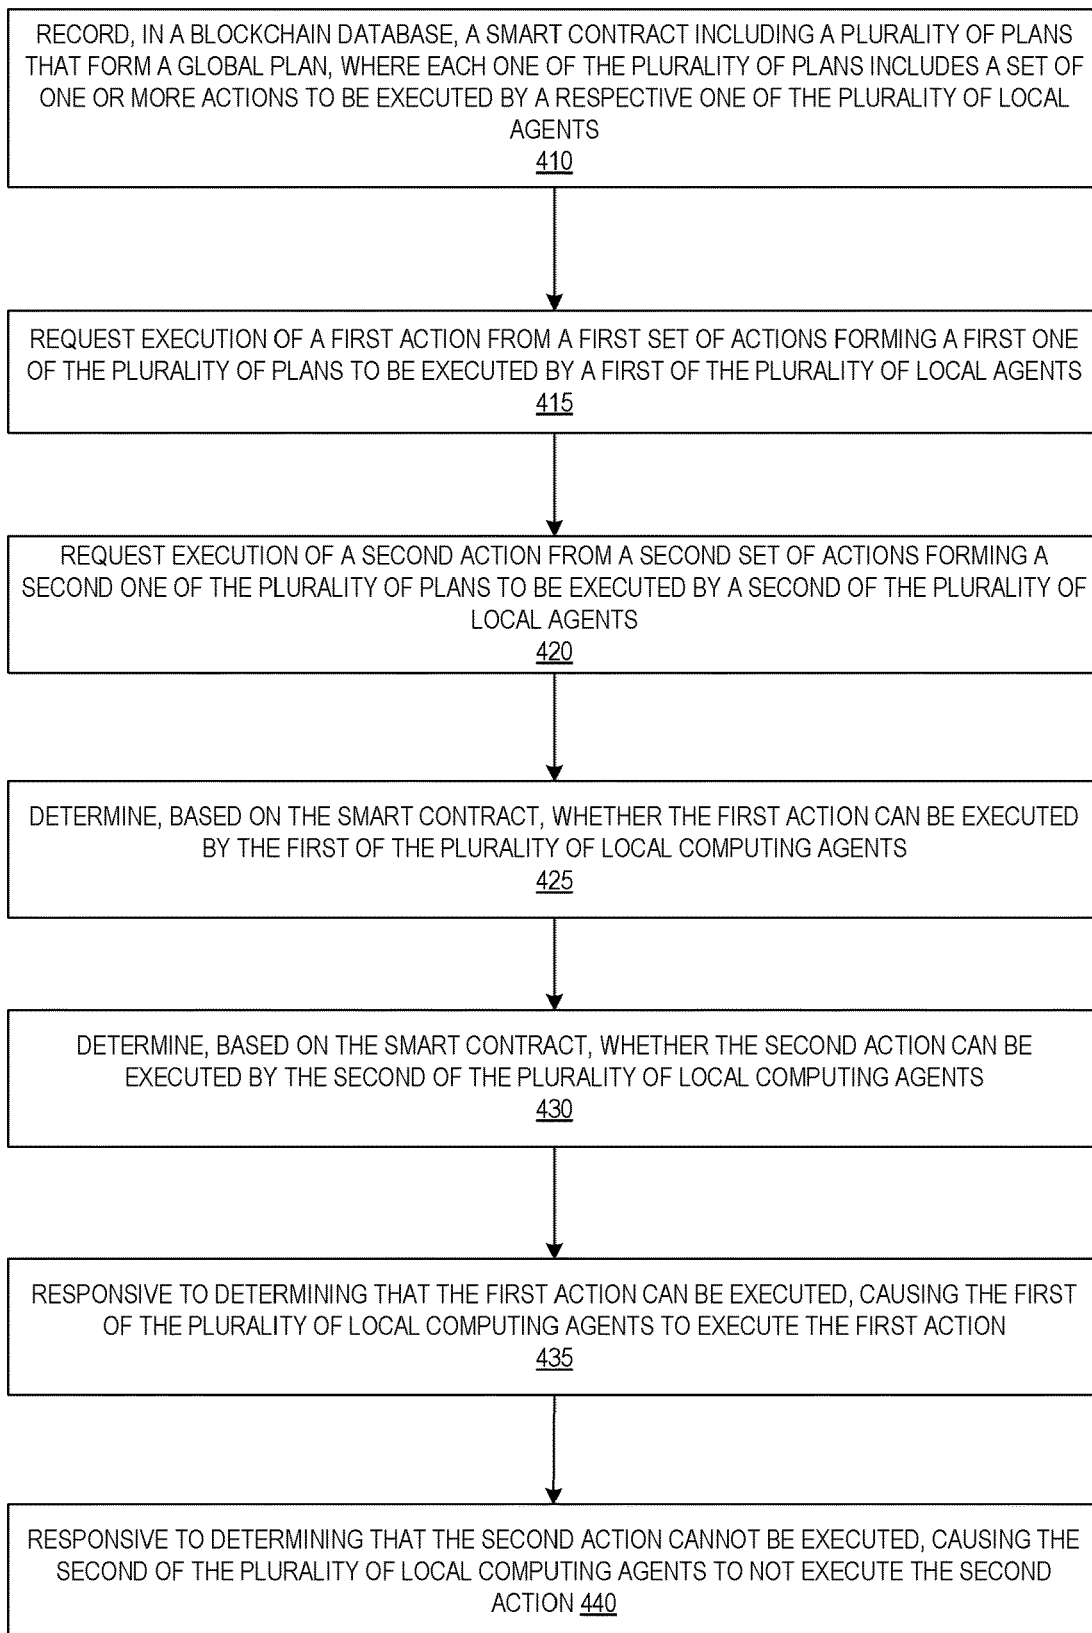 RECORD, IN A BLOCKCHAIN DATABASE, A SMART CONTRACT INCLUDING A PLURALITY OF PLANS
THAT FORM A GLOBAL PLAN, WHERE EACH ONE OF THE PLURALITY OF PLANS INCLUDES A SET OF
ONE OR MORE ACTIONS TO BE EXECUTED BY A RESPECTIVE ONE OF THE PLURALITY OF LOCAL
AGENTS
410
REQUEST EXECUTION OF A FIRST ACTION FROM A FIRST SET OF ACTIONS FORMING A FIRST ONE
OF THE PLURALITY OF PLANS TO BE EXECUTED BY A FIRST OF THE PLURALITY OF LOCAL AGENTS
415
REQUEST EXECUTION OF A SECOND ACTION FROM A SECOND SET OF ACTIONS FORMING A
SECOND ONE OF THE PLURALITY OF PLANS TO BE EXECUTED BY A SECOND OF THE PLURALITY OF
LOCAL AGENTS
420
DETERMINE, BASED ON THE SMART CONTRACT, WHETHER THE FIRST ACTION CAN BE EXECUTED
BY THE FIRST OF THE PLURALITY OF LOCAL COMPUTING AGENTS
425
DETERMINE, BASED ON THE SMART CONTRACT, WHETHER THE SECOND ACTION CAN BE
EXECUTED BY THE SECOND OF THE PLURALITY OF LOCAL COMPUTING AGENTS
430
RESPONSIVE TO DETERMINING THAT THE FIRST ACTION CAN BE EXECUTED, CAUSING THE FIRST
OF THE PLURALITY OF LOCAL COMPUTING AGENTS TO EXECUTE THE FIRST ACTION
435
RESPONSIVE TO DETERMINING THAT THE SECOND ACTION CANNOT BE EXECUTED, CAUSING THE
SECOND OF THE PLURALITY OF LOCAL COMPUTING AGENTS TO NOT EXECUTE THE SECOND
ACTION 440